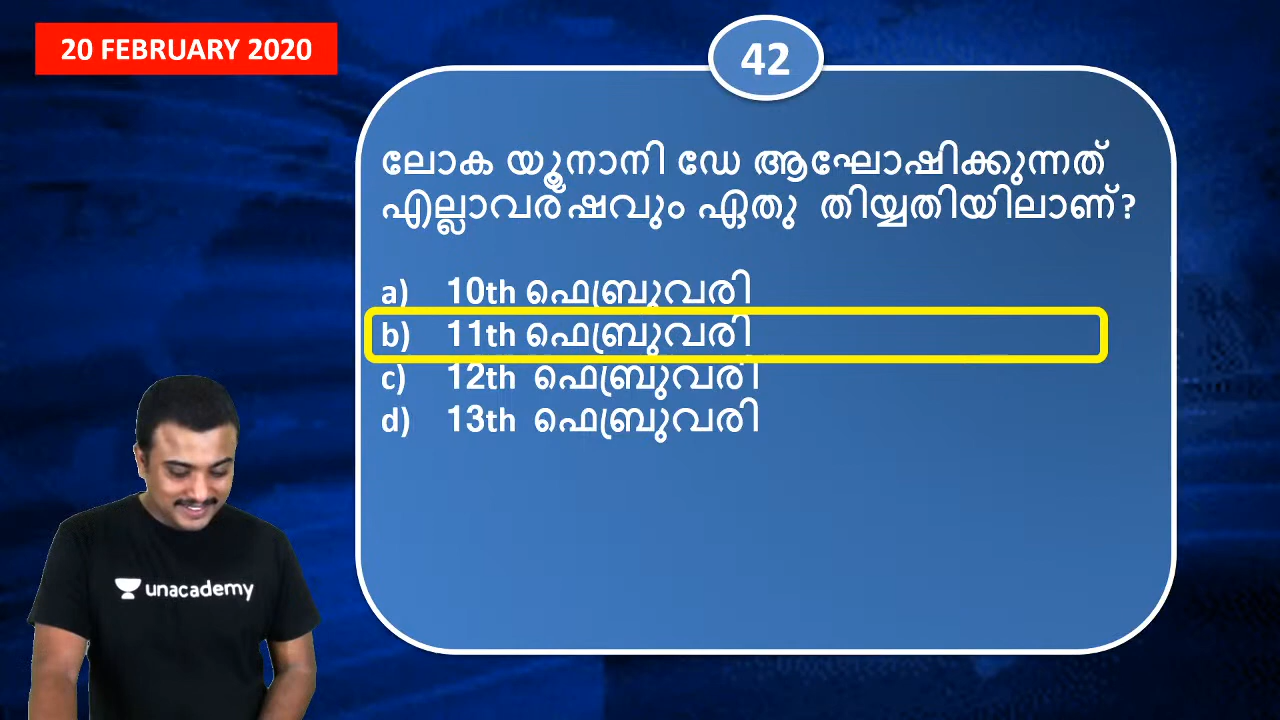 20 FEBRUARY 2020
42
ലോക യൂനാനി ഡേ ആഘോഷിക്കുന്നത്
എല്ലാവർഷവും ഏതു തിയ്യതിയിലാണ്?
a) 10th ഫെബ്രുവരി
b) 11th ഫെബ്രുവരി
c) 12th ഫെബ്രുവരി
d) 13th ഫെബ്രുവരി
unacademy